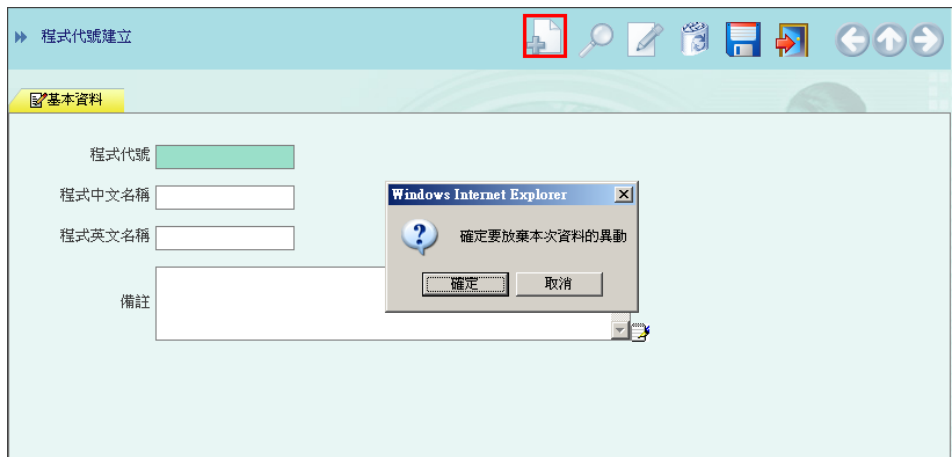 程式代號建立
基本資料
程式代號
程式中文名稱
程式英文名稱
備註
Windows Internet Explorer
確定要放棄本次資料的異動
確定
取消